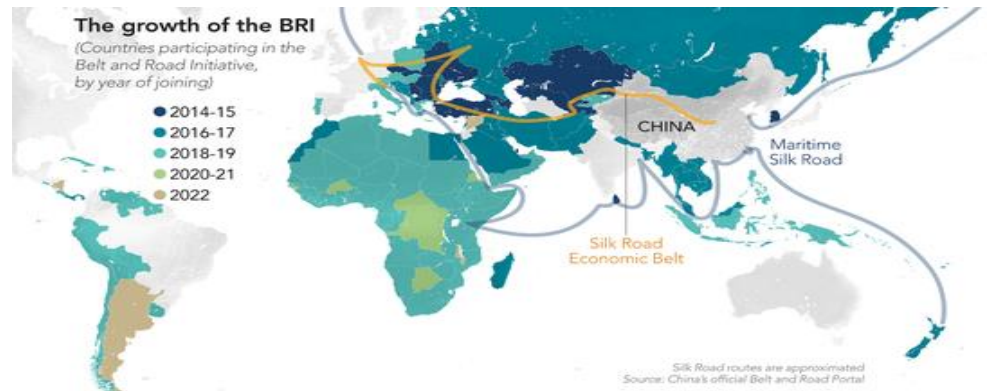 The growth of the BRI
(Countries participating in the
Belt and Road Initiative,
by year of joining)
2014-15
2016-17
2018-19
2020-21
2022
CHINA
Maritime
Silk Road
Silk Road
Economic Belt
Silk Road routes are approximated
Source: China's official Belt and Road Portal